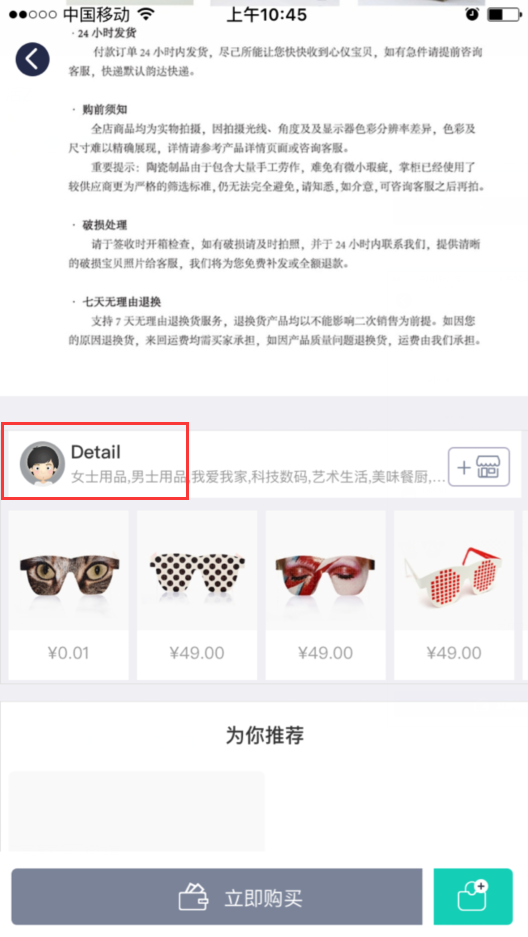 中国移动 上午10:45
· 24 小时发货
付款订单 24 小时内发货，尽已所能让您快快收到心仪宝贝，如有急件请提前咨询
客服，快递默认韵达快递。
· 购前须知
全店商品均为实物拍摄，因拍摄光线、角度及及显示器色彩分辨率差异，色彩及
尺寸难以精确展现，详情请参考产品详情页面或咨询客服。
重要提示：陶瓷制品由于包含大量手工劳作，难免有微小瑕疵，掌柜已经使用了
较供应商更为严格的筛选标准，仍无法完全避免，请知悉，如介意，可咨询客服之后再拍。
· 破损处理
请于签收时开箱检查，如有破损请及时拍照，并于 24 小时内联系我们，提供清晰
的破损宝贝照片给客服，我们将为您免费补发或全额退款。
· 七天无理由退换
支持 7 天无理由退换货服务，退换货产品均以不能影响二次销售为前提。如因您
的原因退换货，来回运费均需买家承担，如因产品质量问题退换货，运费由我们承担。
Detail
女士用品,男士用品,我爱我家,科技数码,艺术生活,美味餐厨,...
¥0.01 ¥49.00 ¥49.00 ¥49.00
为你推荐
立即购买